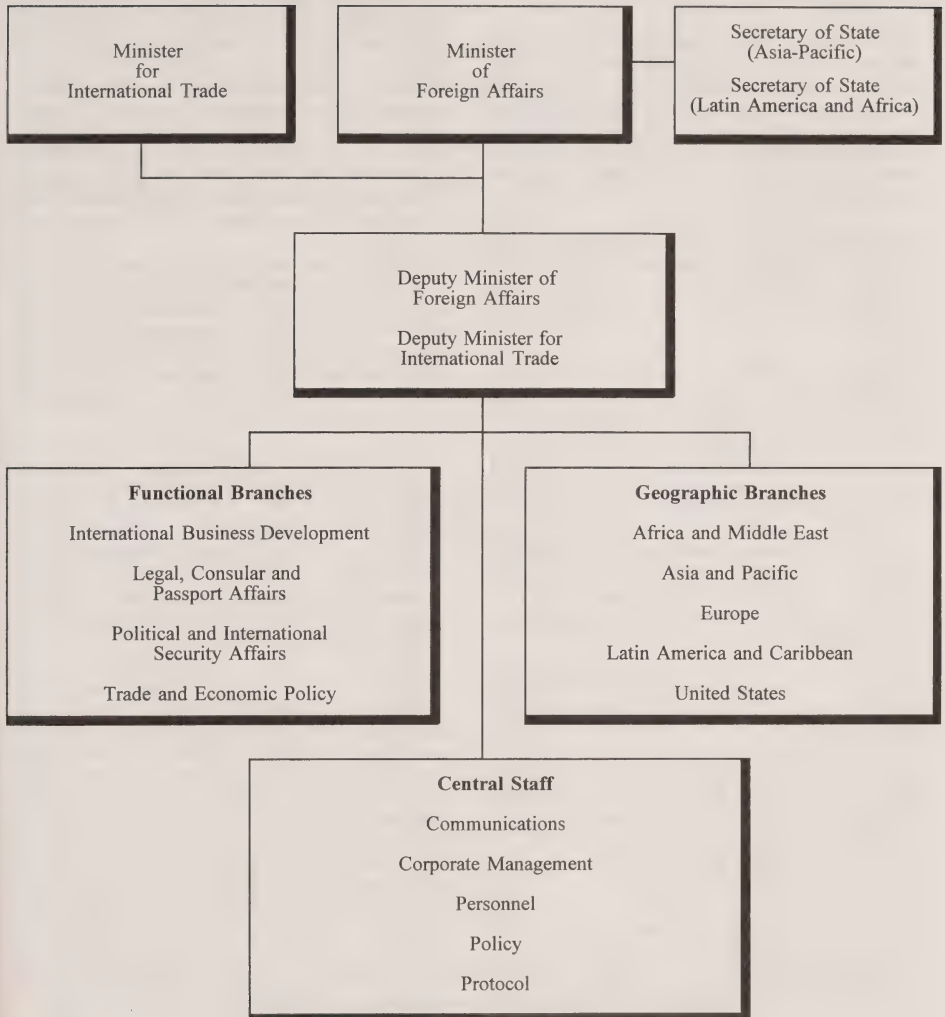 Minister
for
International Trade
Minister
of
Foreign Affairs
Secretary of State
(Asia-Pacific)
Secretary of State
(Latin America and Africa)
Deputy Minister of
Foreign Affairs
Deputy Minister for
International Trade
Functional Branches
International Business Development
Legal, Consular and
Passport Affairs
Political and International
Security Affairs
Trade and Economic Policy
Geographic Branches
Africa and Middle East
Asia and Pacific
Europe
Latin America and Caribbean
United States
Central Staff
Communications
Corporate Management
Personnel
Policy
Protocol